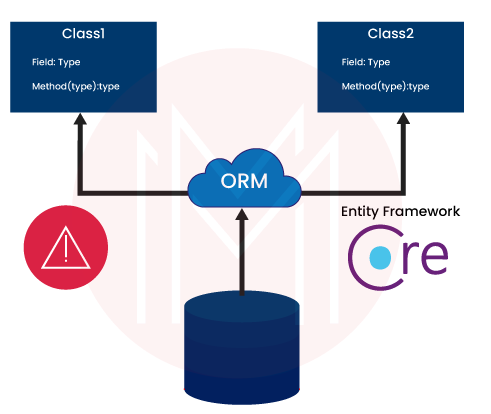 Class1
Field: Type
Method(type):type
Class2
Field: Type
Method(type):type
ORM
Entity Framework
Core